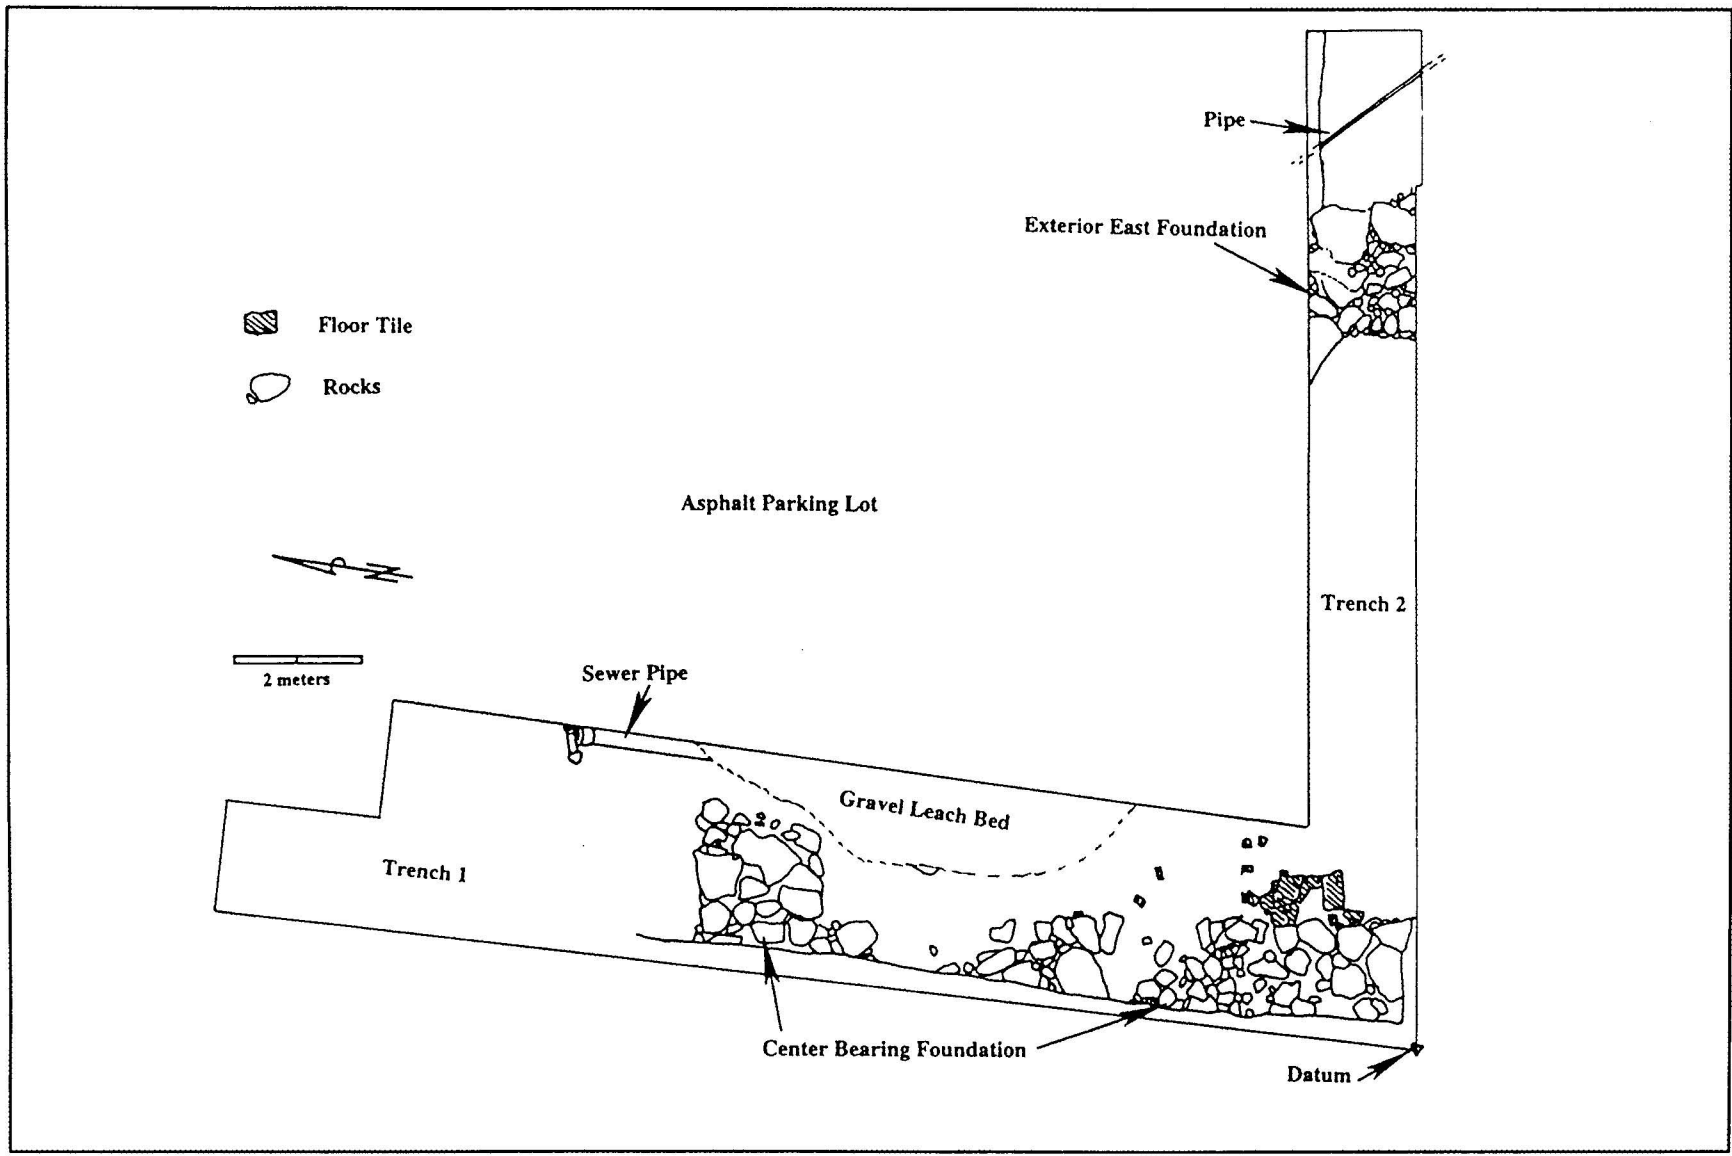 Pipe
Exterior East Foundation
Floor Tile
Rocks
Asphalt Parking Lot
N
Trench 2
2 meters
Sewer Pipe
Gravel Leach Bed
Trench 1
Center Bearing Foundation
Datum